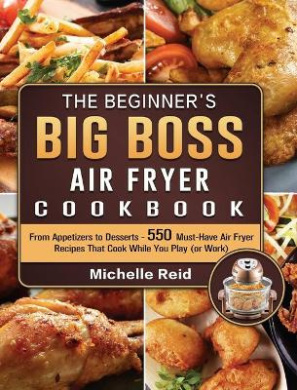 THE BEGINNER'S
BIG BOSS
AIR FRYER
COOKBOOK
From Appetizers to Desserts - 550 Must-Have Air Fryer
Recipes That Cook While You Play (or Work)
Michelle Reid